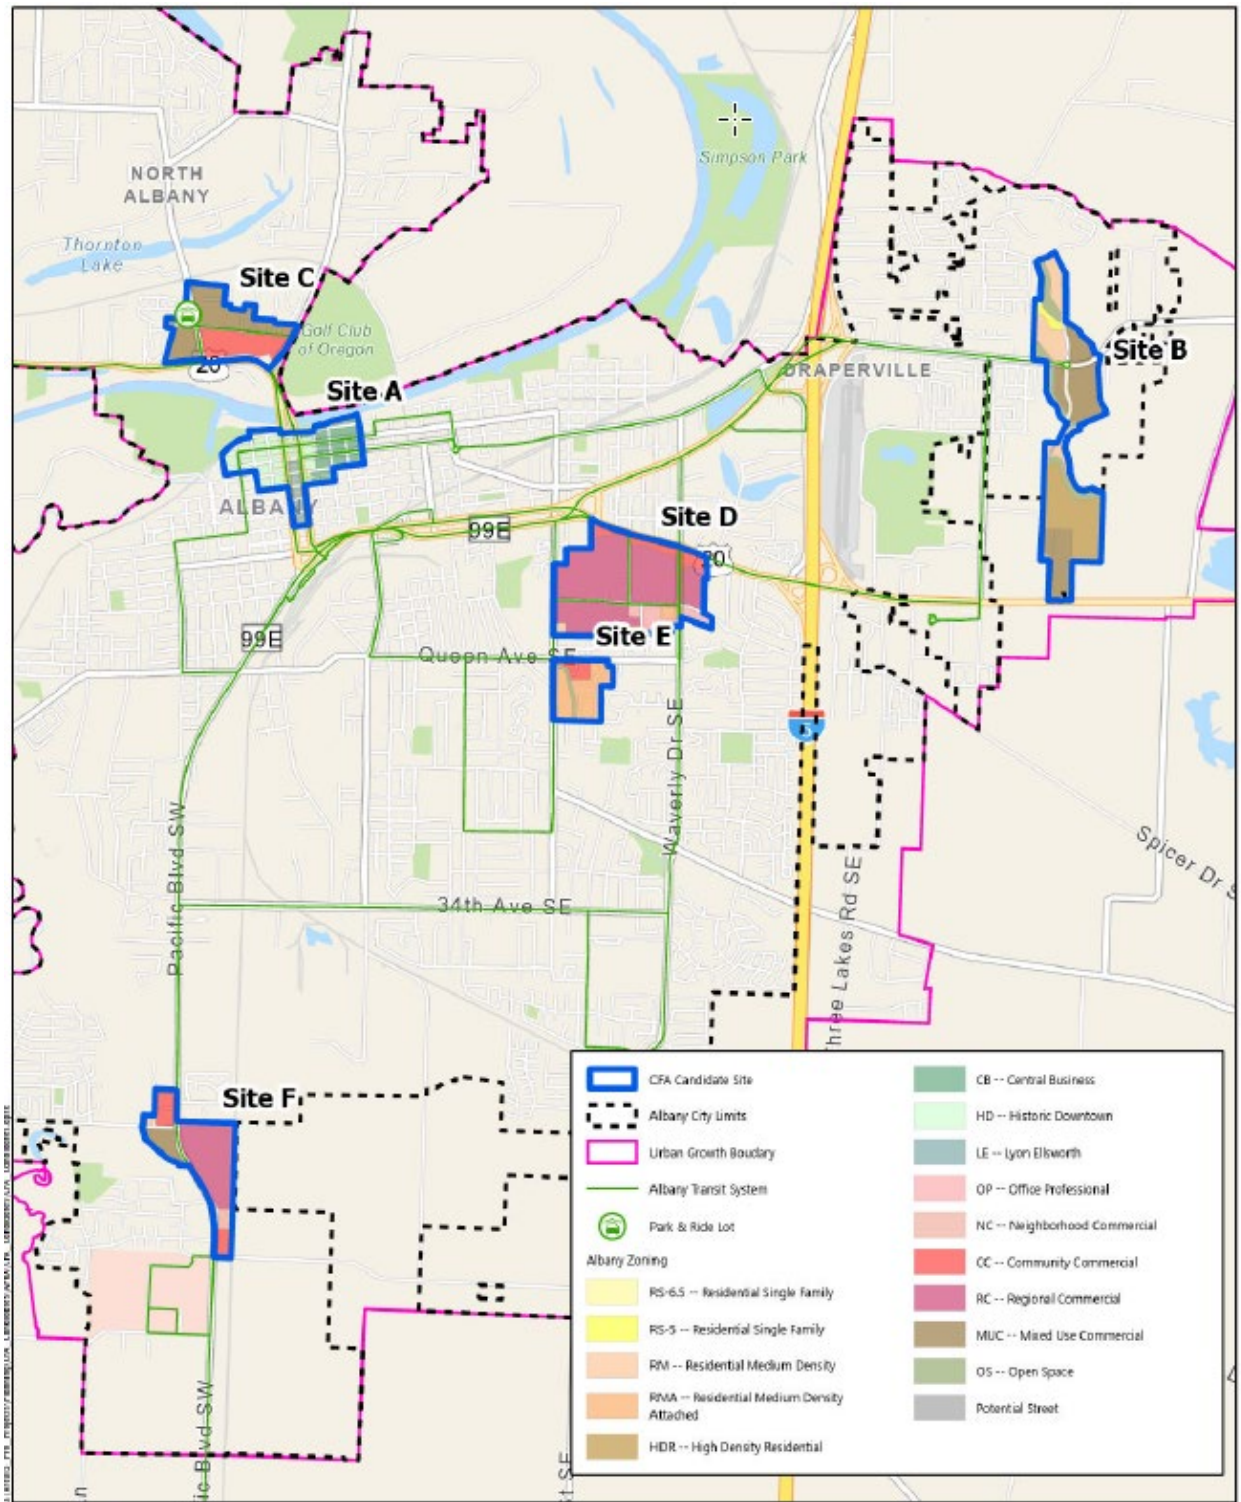 Simpson Park
NORTH
ALBANY
Thornton
Lake
Site C
Golf Club
of Oregon
20
Site A
DRAPERVILLE
Site B
ALBANY
Site D
99E
20
99E
Site E
Queen Ave SE
5
Waverly Dr SE
Pacific Blvd SW
Spicer Dr S
34th Ave SE
Three Lakes Rd SE
Site F
ic Blvd SW
t SE
n
CFA Candidate Site
Albany City Limits
Urban Growth Boudary
Albany Transit System
Park & Ride Lot
Albany Zoning
RS-6.5 -- Residential Single Family
RS-5 -- Residential Single Family
RM -- Residential Medium Density
RMA -- Residential Medium Density
Attached
HDR -- High Density Residential
CB -- Central Business
HD -- Historic Downtown
LE -- Lyon Ellsworth
OP -- Office Professional
NC -- Neighborhood Commercial
CC -- Community Commercial
RC -- Regional Commercial
MUC -- Mixed Use Commercial
OS -- Open Space
Potential Street